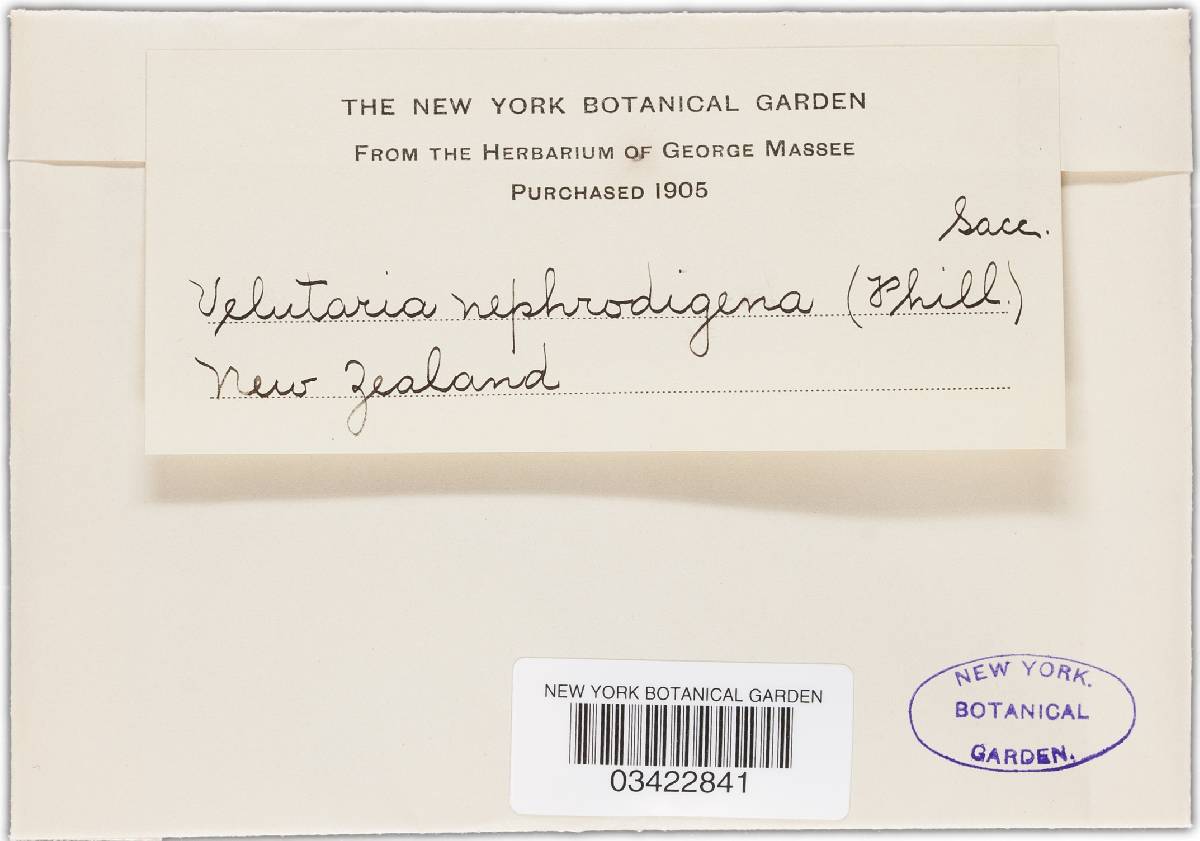 THE NEW YORK BOTANICAL GARDEN
FROM THE HERBARIUM OF GEORGE MASSEE
PURCHASED 1905
Sacc.
Velutaria nephrodigena (Phill.)
New Zealand
NEW YORK BOTANICAL GARDEN
03422841
NEW YORK.
BOTANICAL
GARDEN.